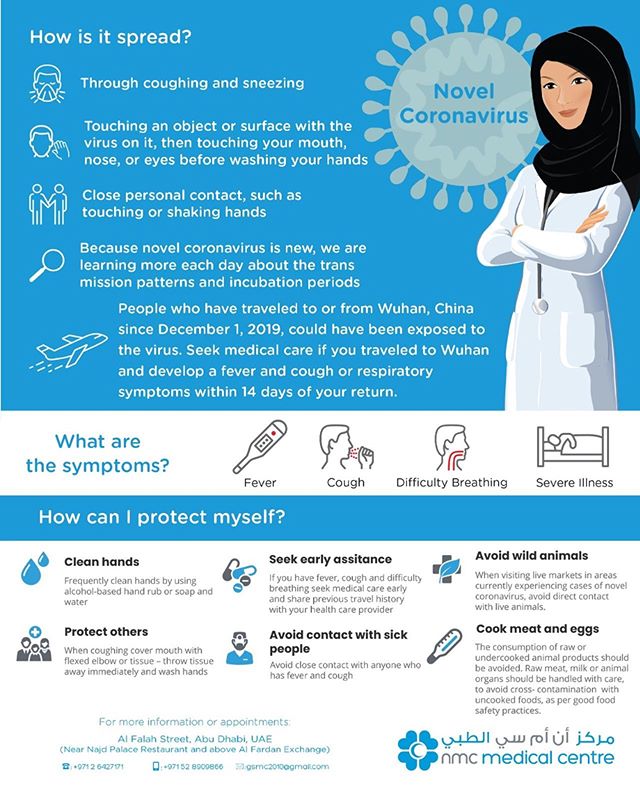 How is it spread?
Through coughing and sneezing
Touching an object or surface with the
virus on it, then touching your mouth,
nose, or eyes before washing your hands
Close personal contact, such as
touching or shaking hands
Because novel coronavirus is new, we are
learning more each day about the trans
mission patterns and incubation periods
People who have traveled to or from Wuhan, China
since December 1, 2019, could have been exposed to
the virus. Seek medical care if you traveled to Wuhan
and develop a fever and cough or respiratory
symptoms within 14 days of your return.
Novel
Coronavirus
What are
the symptoms?
Fever
Cough
Difficulty Breathing
Severe Illness
How can I protect myself?
Clean hands
Frequently clean hands by using
alcohol-based hand rub or soap and
water
Seek early assitance
If you have fever, cough and difficulty
breathing seek medical care early
and share previous travel history
with your health care provider
Avoid wild animals
When visiting live markets in areas
currently experiencing cases of novel
coronavirus, avoid direct contact
with live animals.
Protect others
When coughing cover mouth with
flexed elbow or tissue – throw tissue
away immediately and wash hands
Avoid contact with sick
people
Avoid close contact with anyone who
has fever and cough
Cook meat and eggs
The consumption of raw or
undercooked animal products should
be avoided. Raw meat, milk or animal
organs should be handled with care,
to avoid cross- contamination with
uncooked foods, as per good food
safety practices.
For more information or appointments:
Al Falah Street, Abu Dhabi, UAE
(Near Najd Palace Restaurant and above Al Fardan Exchange)
: +971 2 6427171
: +971 52 8909866
: gsmc2010@gmail.com
مركز أن أم سي الطبي
nmc medical centre